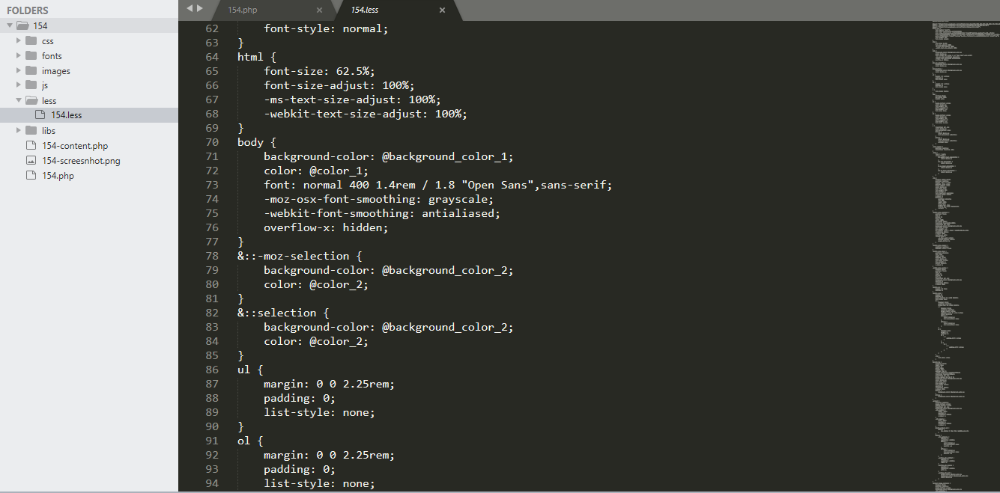 FOLDERS
154
css
fonts
images
js
less
154.less
libs
154-content.php
154-screesnhot.png
154.php
154.php ×
154.less ×
62 font-style: normal;
63 }
64 html {
65 font-size: 62.5%;
66 font-size-adjust: 100%;
67 -ms-text-size-adjust: 100%;
68 -webkit-text-size-adjust: 100%;
69 }
70 body {
71 background-color: @background_color_1;
72 color: @color_1;
73 font: normal 400 1.4rem / 1.8 "Open Sans",sans-serif;
74 -moz-osx-font-smoothing: grayscale;
75 -webkit-font-smoothing: antialiased;
76 overflow-x: hidden;
77 }
78 &::-moz-selection {
79 background-color: @background_color_2;
80 color: @color_2;
81 }
82 &::selection {
83 background-color: @background_color_2;
84 color: @color_2;
85 }
86 ul {
87 margin: 0 0 2.25rem;
88 padding: 0;
89 list-style: none;
90 }
91 ol {
92 margin: 0 0 2.25rem;
93 padding: 0;
94 list-style: none;